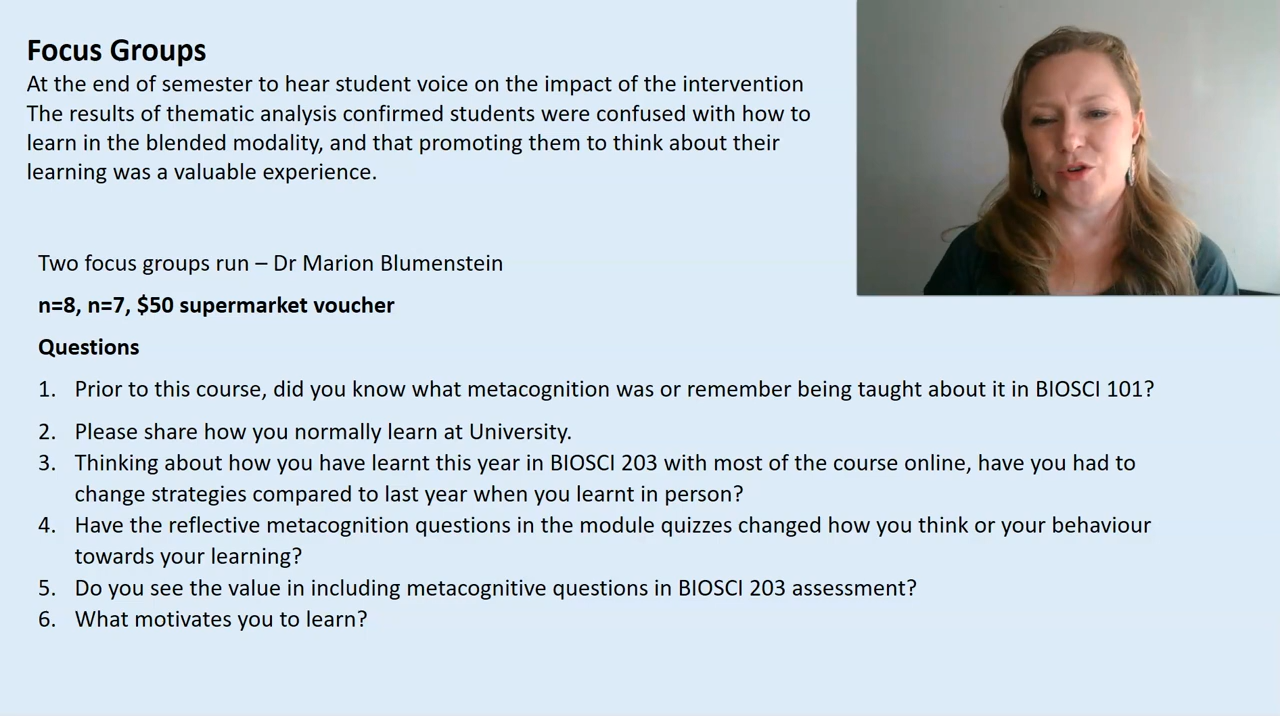 Focus Groups
At the end of semester to hear student voice on the impact of the intervention
The results of thematic analysis confirmed students were confused with how to
learn in the blended modality, and that promoting them to think about their
learning was a valuable experience.
Two focus groups run – Dr Marion Blumenstein
n=8, n=7, $50 supermarket voucher
Questions
1. Prior to this course, did you know what metacognition was or remember being taught about it in BIOSCI 101?
2. Please share how you normally learn at University.
3. Thinking about how you have learnt this year in BIOSCI 203 with most of the course online, have you had to
change strategies compared to last year when you learnt in person?
4. Have the reflective metacognition questions in the module quizzes changed how you think or your behaviour
towards your learning?
5. Do you see the value in including metacognitive questions in BIOSCI 203 assessment?
6. What motivates you to learn?